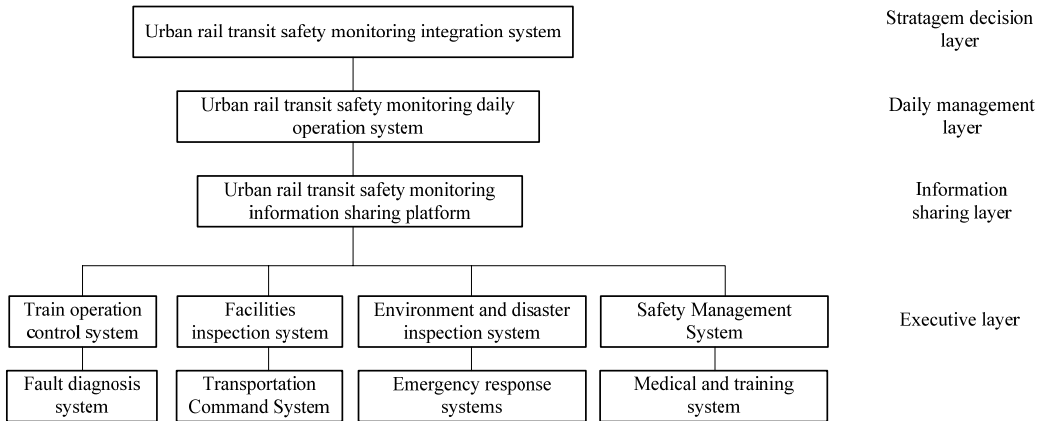 Urban rail transit safety monitoring integration system
Stratagem decision
layer
Urban rail transit safety monitoring daily
operation system
Daily management
layer
Urban rail transit safety monitoring
information sharing platform
Information
sharing layer
Train operation
control system
Facilities
inspection system
Environment and disaster
inspection system
Safety Management
System
Executive layer
Fault diagnosis
system
Transportation
Command System
Emergency response
systems
Medical and training
system